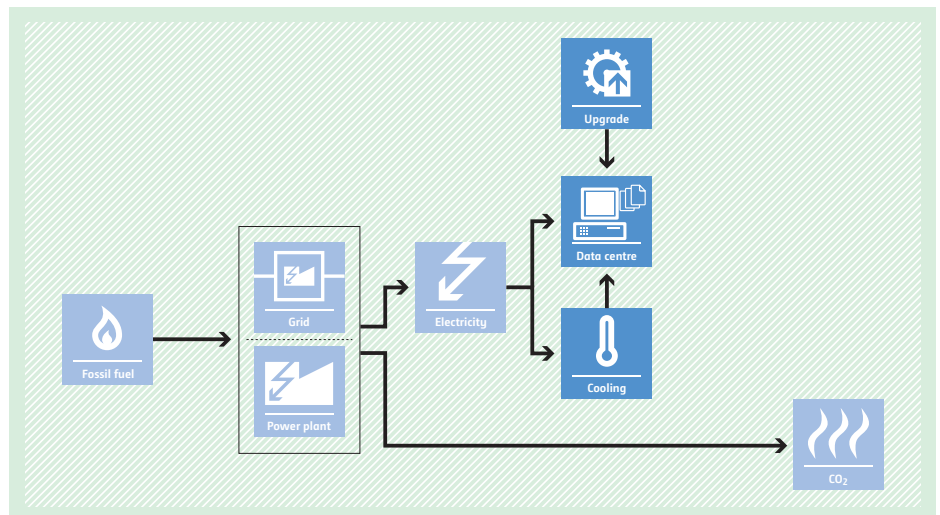 Upgrade
Data centre
Grid
Electricity
Fossil fuel
Cooling
Power plant
CO₂